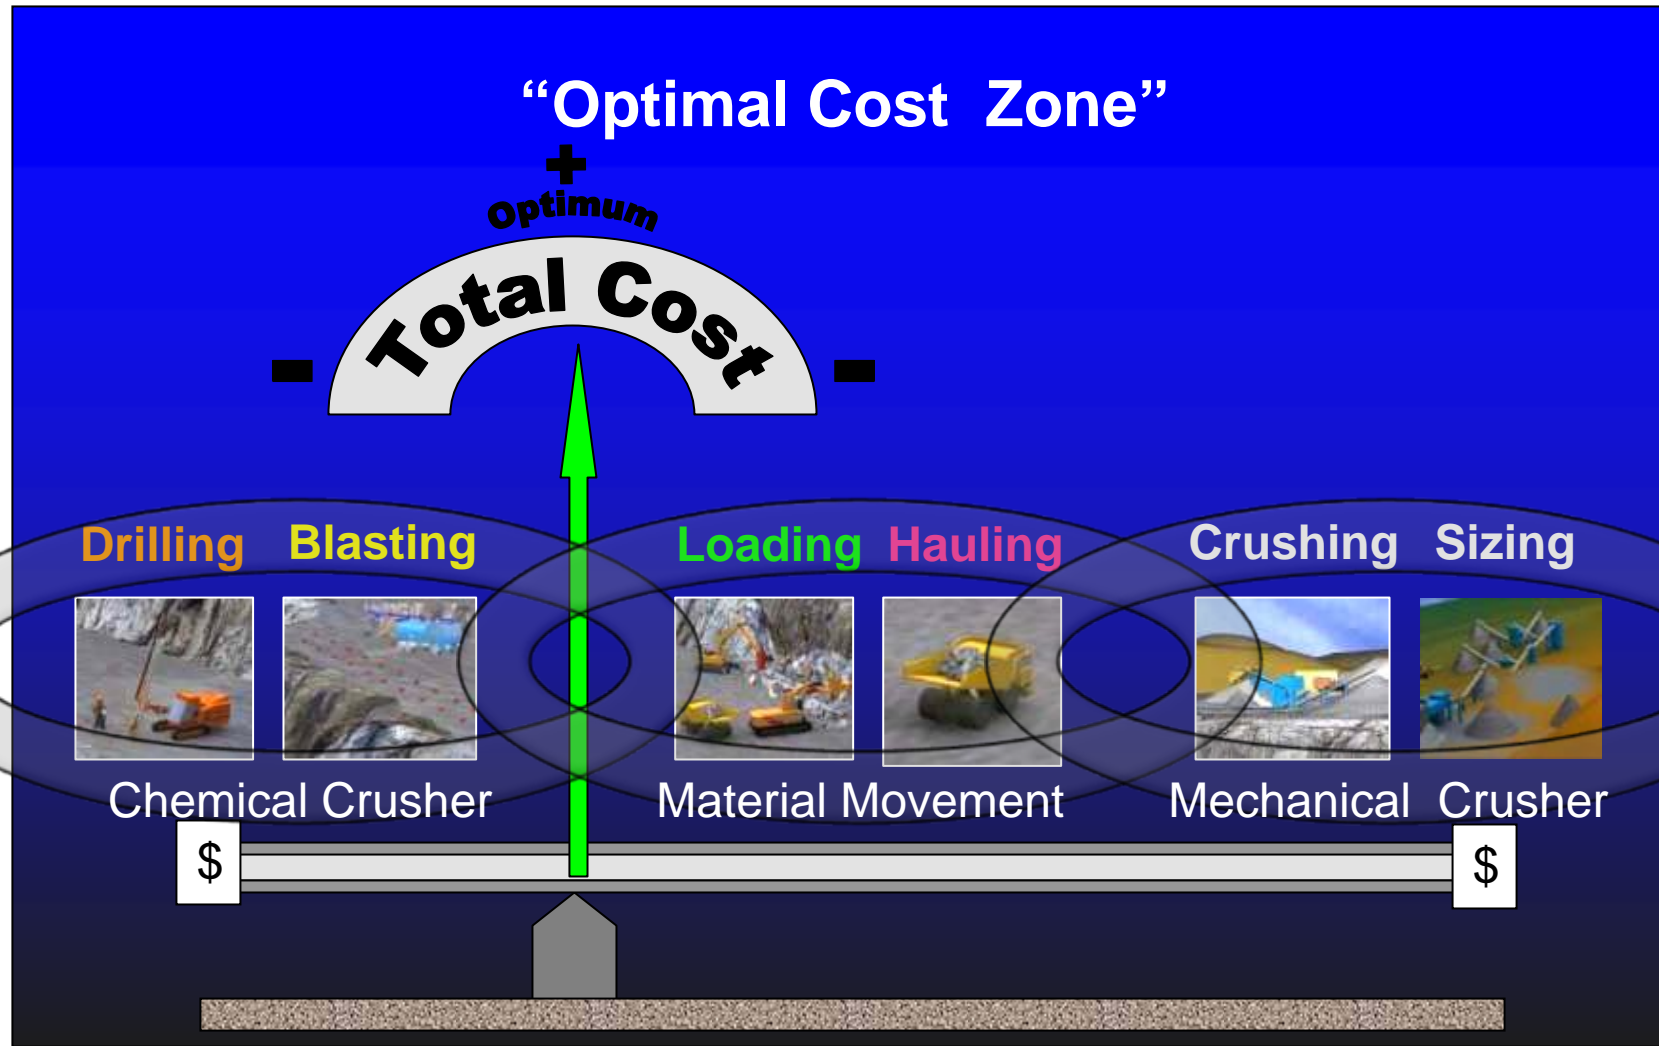 “Optimal Cost Zone”
+
Optimum
Total Cost
- -
Drilling Blasting Loading Hauling Crushing Sizing
Chemical Crusher Material Movement Mechanical Crusher
$ $